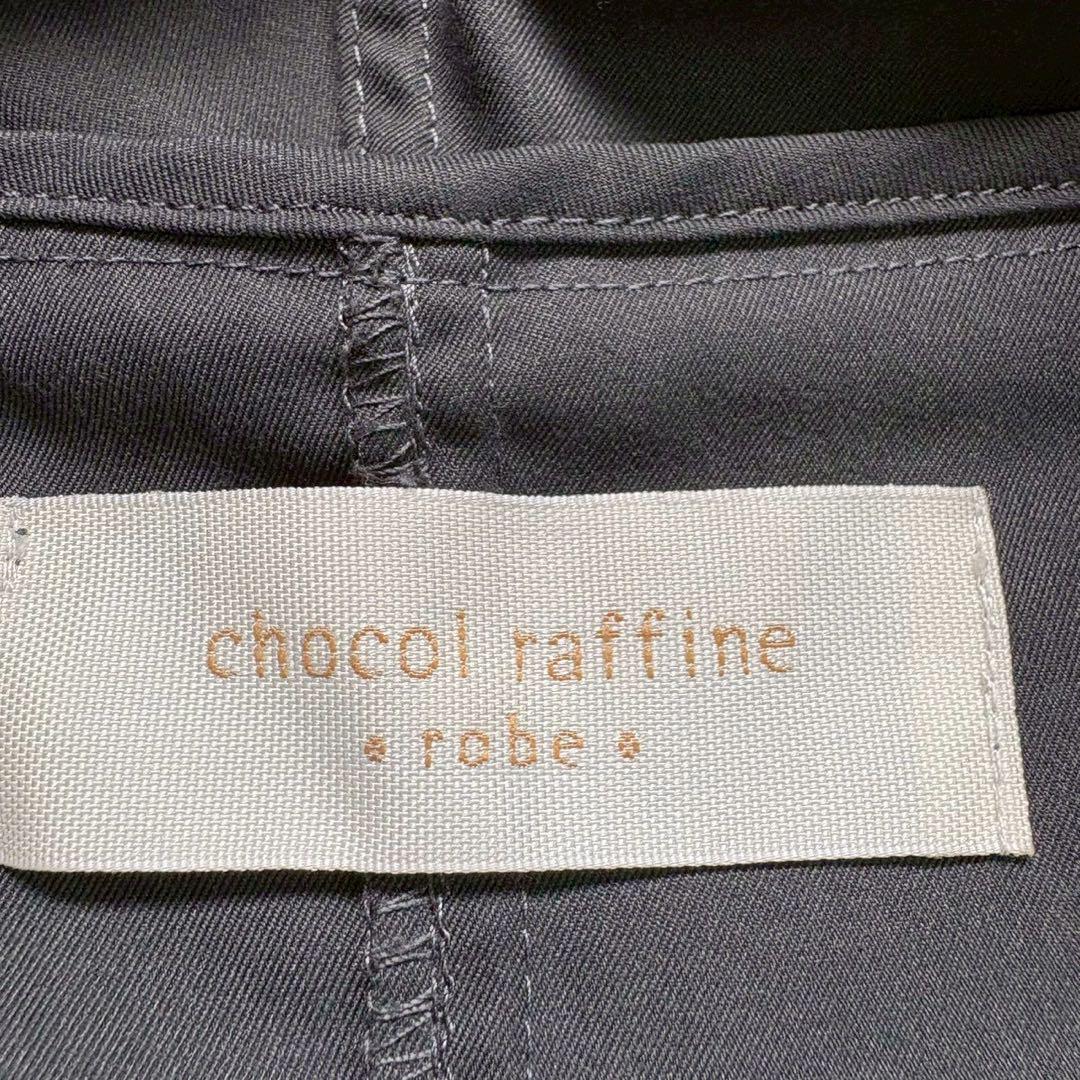 chocol raffine
• robe •